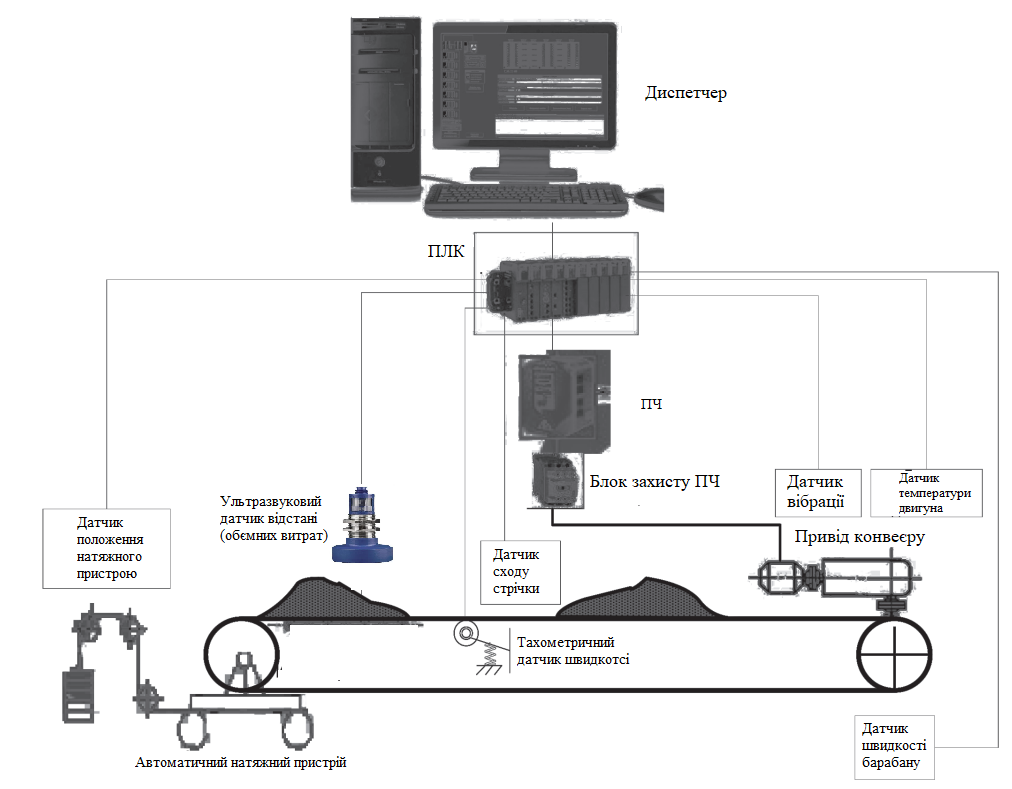 Диспетчер
ПЛК
ПЧ
Блок захисту ПЧ
Датчик
вібрації
Датчик
температури
двигуна
Ультразвуковий
датчик відстані
(обємних витрат)
Датчик
положення
натяжного
пристрою
Привід конвеєру
Датчик
сходу
стрічки
Тахометричний
датчик швидкотсі
Датчик
швидкості
барабану
Автоматичний натяжний пристрій